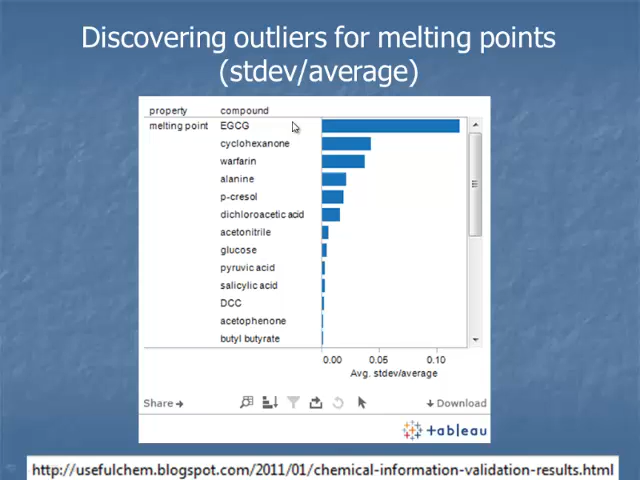 Discovering outliers for melting points
(stdev/average)
property compound
melting point EGCG
cyclohexanone
warfarin
alanine
p-cresol
dichloroacetic acid
acetonitrile
glucose
pyruvic acid
salicylic acid
DCC
acetophenone
butyl butyrate
0.00 0.05 0.10
Avg. stdev/average
Share Download
+ableau
http://usefulchem.blogspot.com/2011/01/chemical-information-validation-results.html